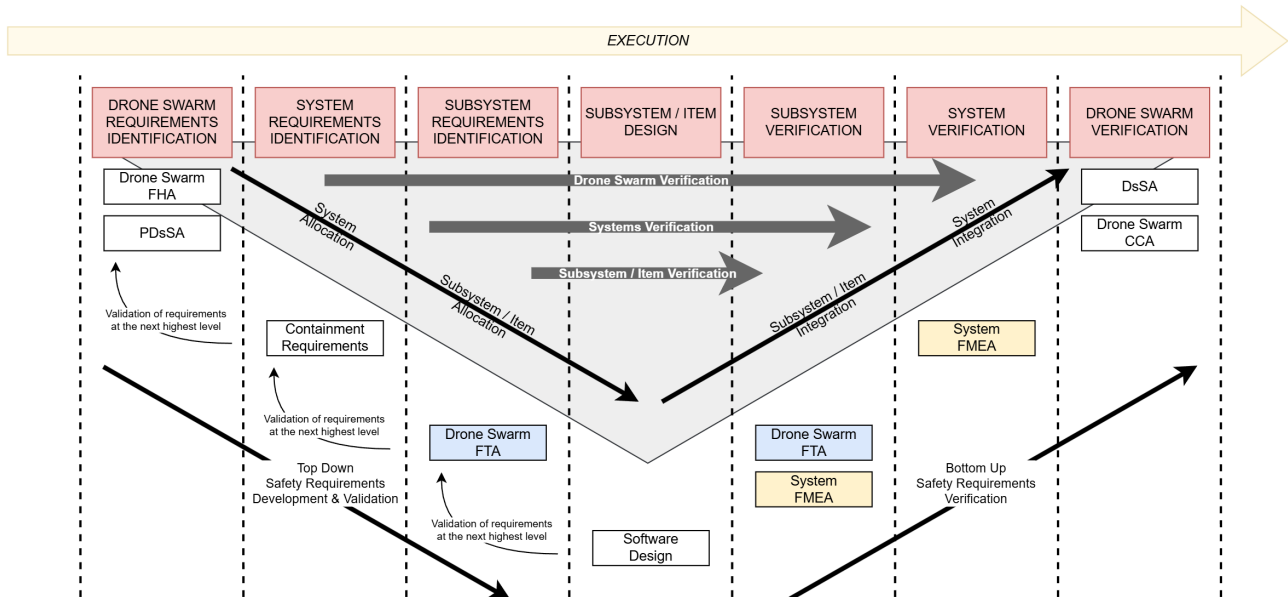 EXECUTION
DRONE SWARM
REQUIREMENTS
IDENTIFICATION
SYSTEM
REQUIREMENTS
IDENTIFICATION
SUBSYSTEM
REQUIREMENTS
IDENTIFICATION
SUBSYSTEM / ITEM
DESIGN
SUBSYSTEM
VERIFICATION
SYSTEM
VERIFICATION
DRONE SWARM
VERIFICATION
Drone Swarm
FHA
PDsSA
Validation of requirements
at the next highest level
Containment
Requirements
Validation of requirements
at the next highest level
Drone Swarm
FTA
Validation of requirements
at the next highest level
Software
Design
Drone Swarm Verification
Systems Verification
Subsystem / Item Verification
System
Allocation
Subsystem / Item
Allocation
Subsystem / Item
Integration
System
Integration
Drone Swarm
FTA
System
FMEA
System
FMEA
DsSA
Drone Swarm
CCA
Top Down
Safety Requirements
Development & Validation
Bottom Up
Safety Requirements
Verification